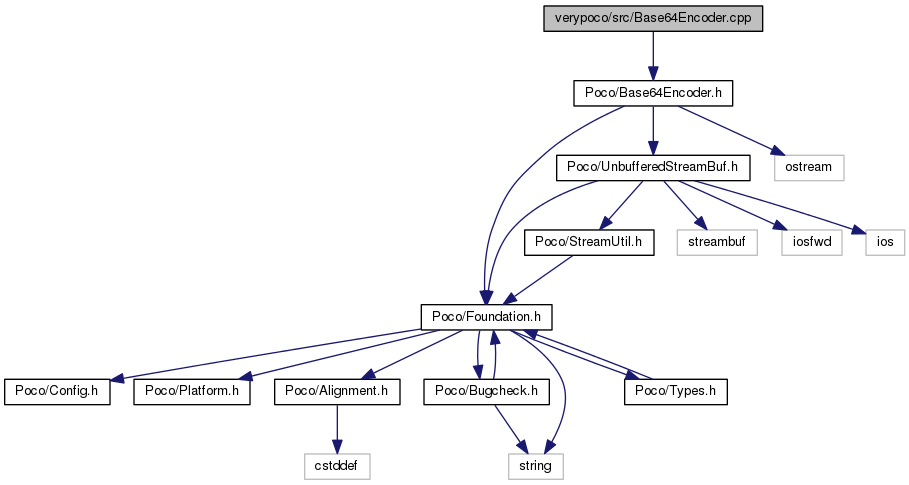 verypoco/src/Base64Encoder.cpp
Poco/Base64Encoder.h
Poco/UnbufferedStreamBuf.h
ostream
Poco/StreamUtil.h
streambuf
iosfwd
ios
Poco/Foundation.h
Poco/Config.h
Poco/Platform.h
Poco/Alignment.h
Poco/Bugcheck.h
Poco/Types.h
cstddef
string